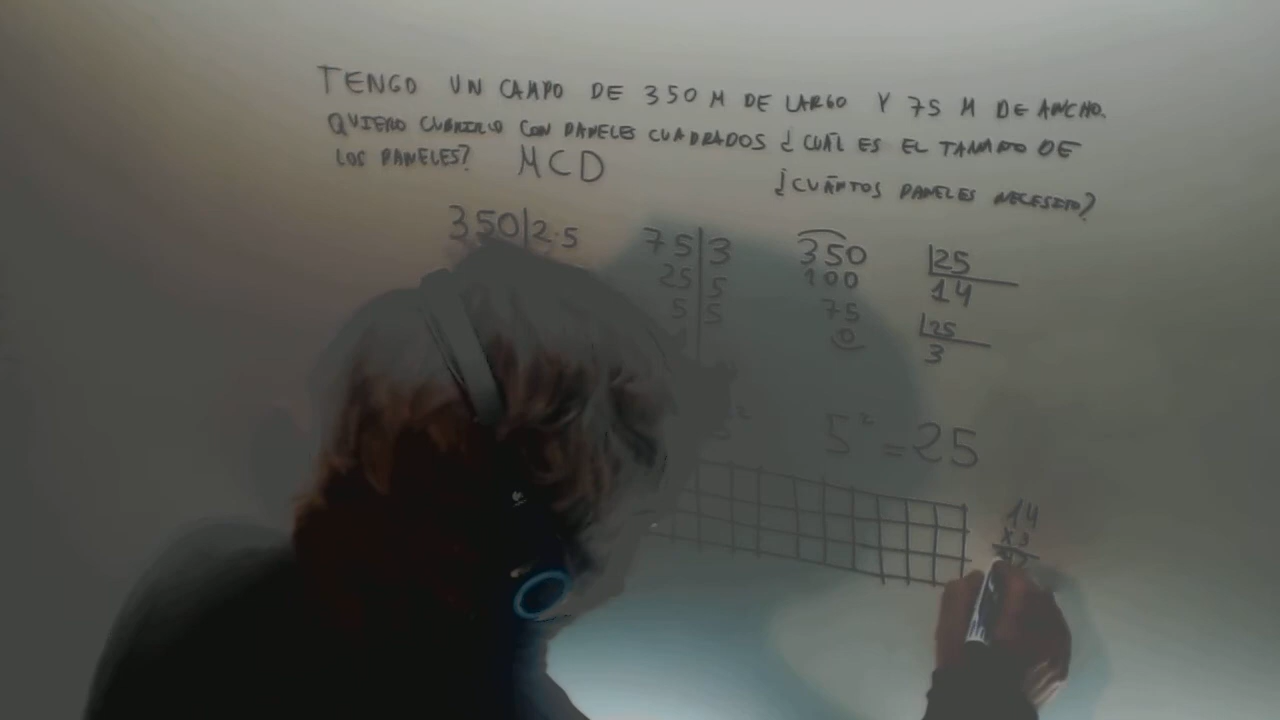 TENGO UN CAMPO DE 350 M DE LARGO Y 75 M DE ANCHO.
QUIERO CUBRIRLO CON PANELES CUADRADOS ¿CUÁL ES EL TAMAÑO DE
LOS PANELES? MCD
¿CUÁNTOS PANELES NECESITO?
350|2·5 75|3 350 |25
25|5 100 14
5|5 75 |25
0 3
2 5² = 25
14
x3